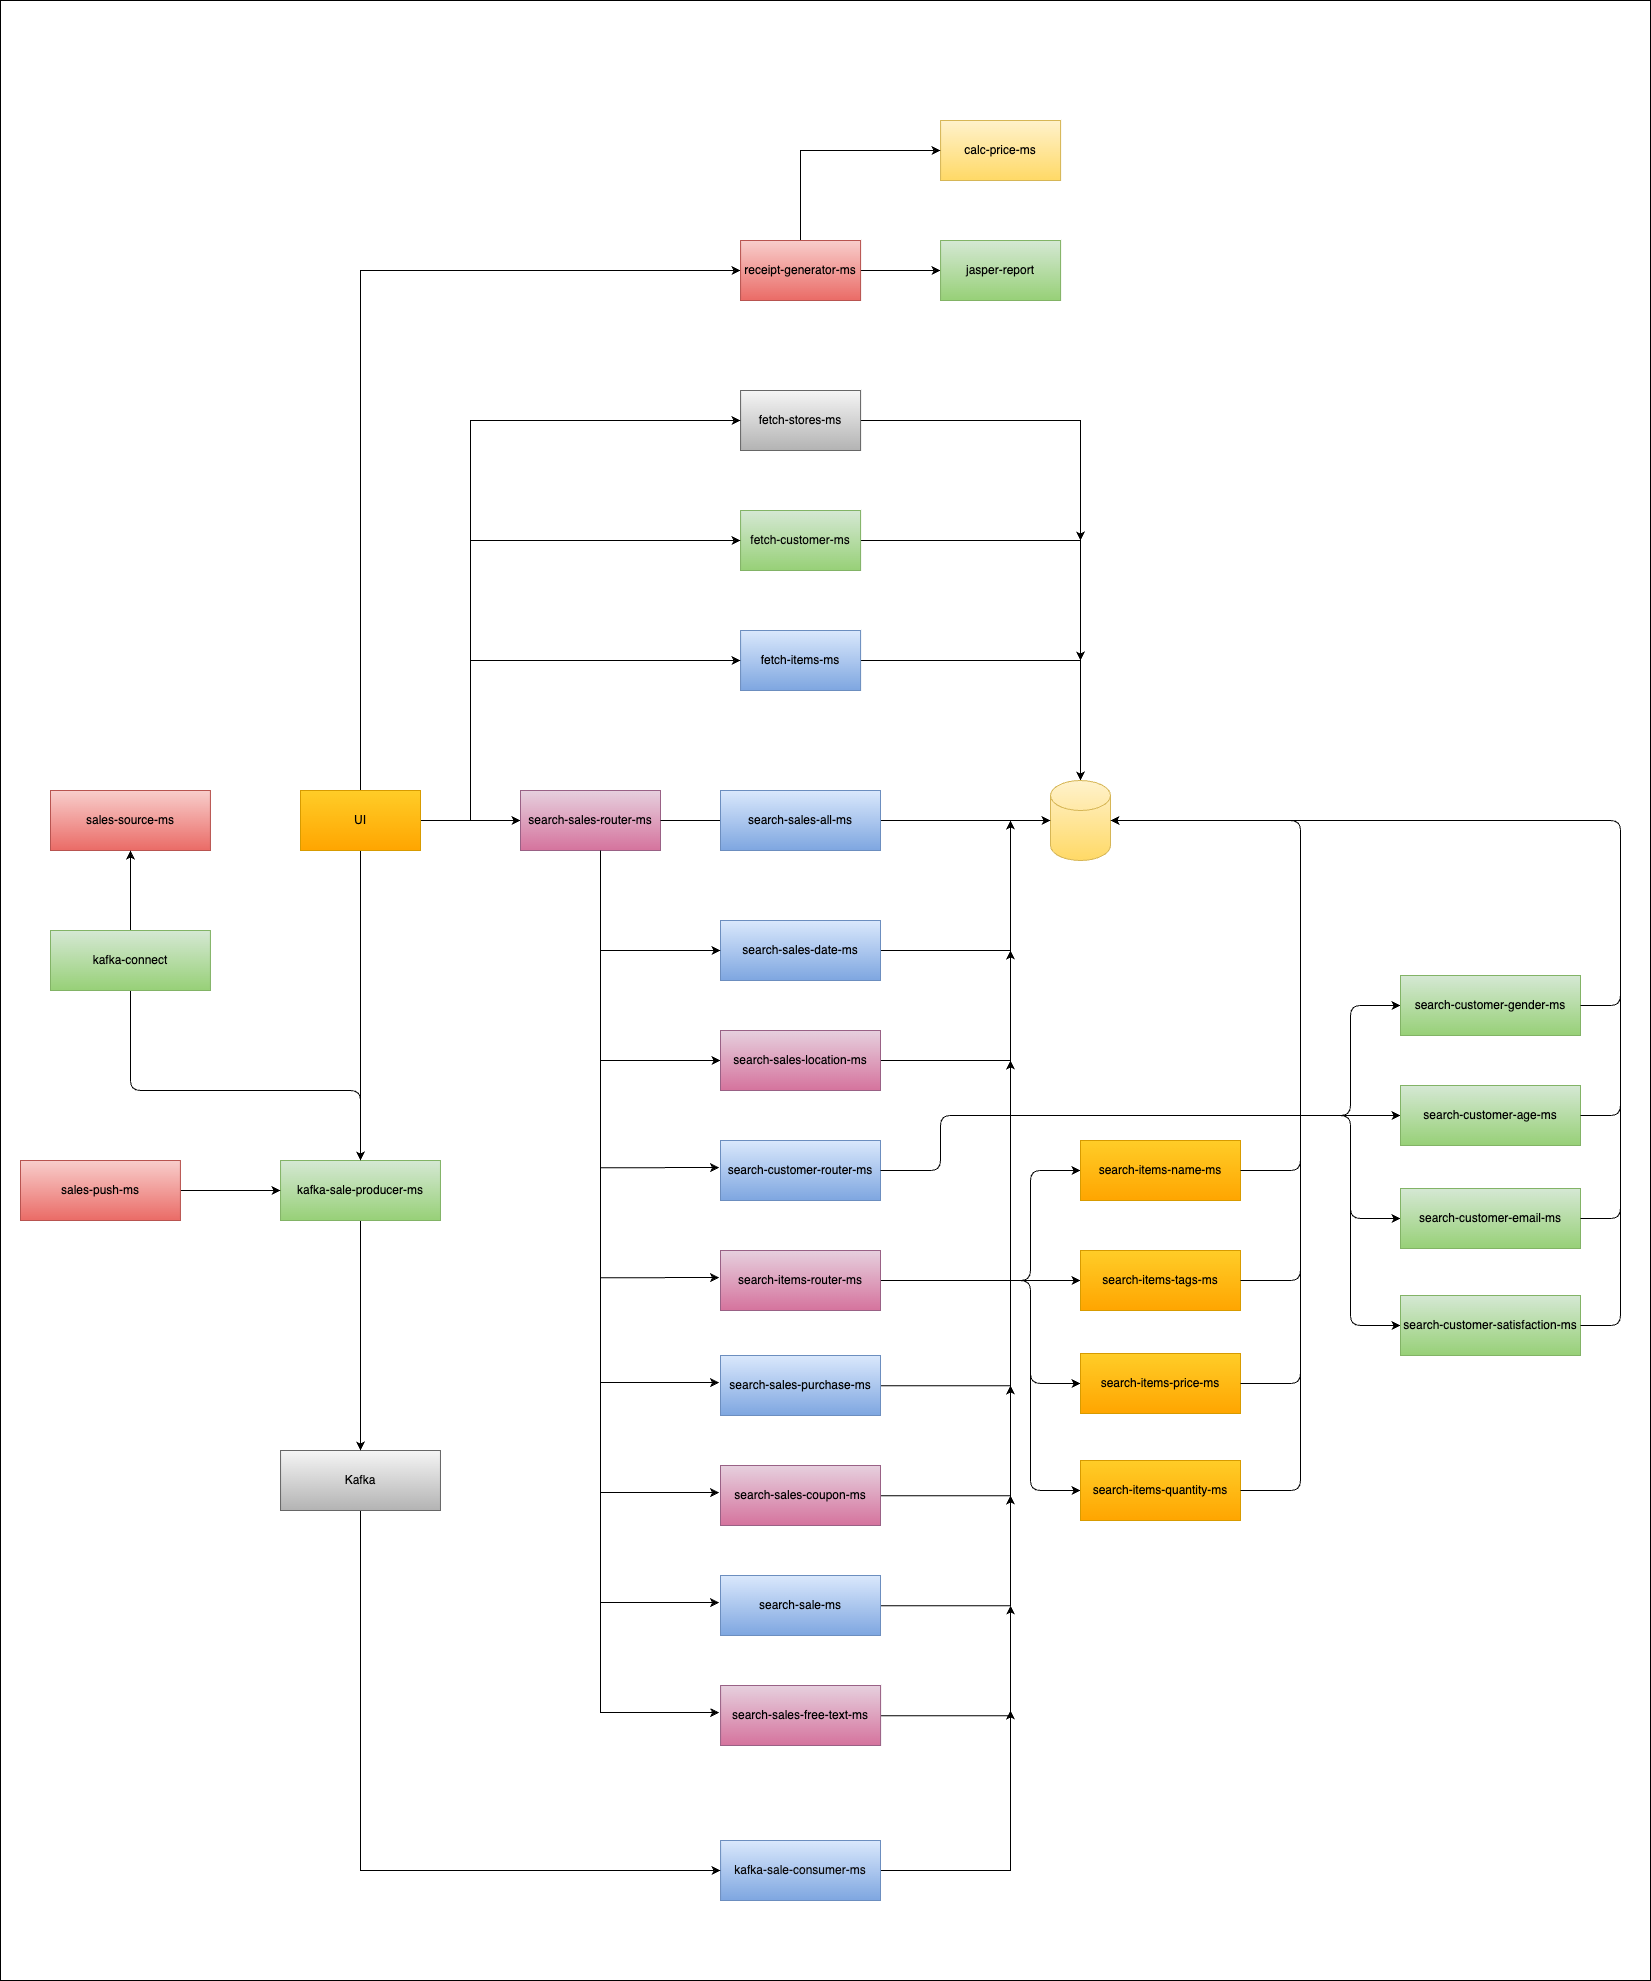 calc-price-ms
receipt-generator-ms
jasper-report
fetch-stores-ms
fetch-customer-ms
fetch-items-ms
sales-source-ms
UI
search-sales-router-ms
search-sales-all-ms
kafka-connect
search-sales-date-ms
search-customer-gender-ms
search-sales-location-ms
search-customer-age-ms
search-customer-router-ms
search-items-name-ms
sales-push-ms
kafka-sale-producer-ms
search-customer-email-ms
search-items-router-ms
search-items-tags-ms
search-customer-satisfaction-ms
search-sales-purchase-ms
search-items-price-ms
Kafka
search-sales-coupon-ms
search-items-quantity-ms
search-sale-ms
search-sales-free-text-ms
kafka-sale-consumer-ms